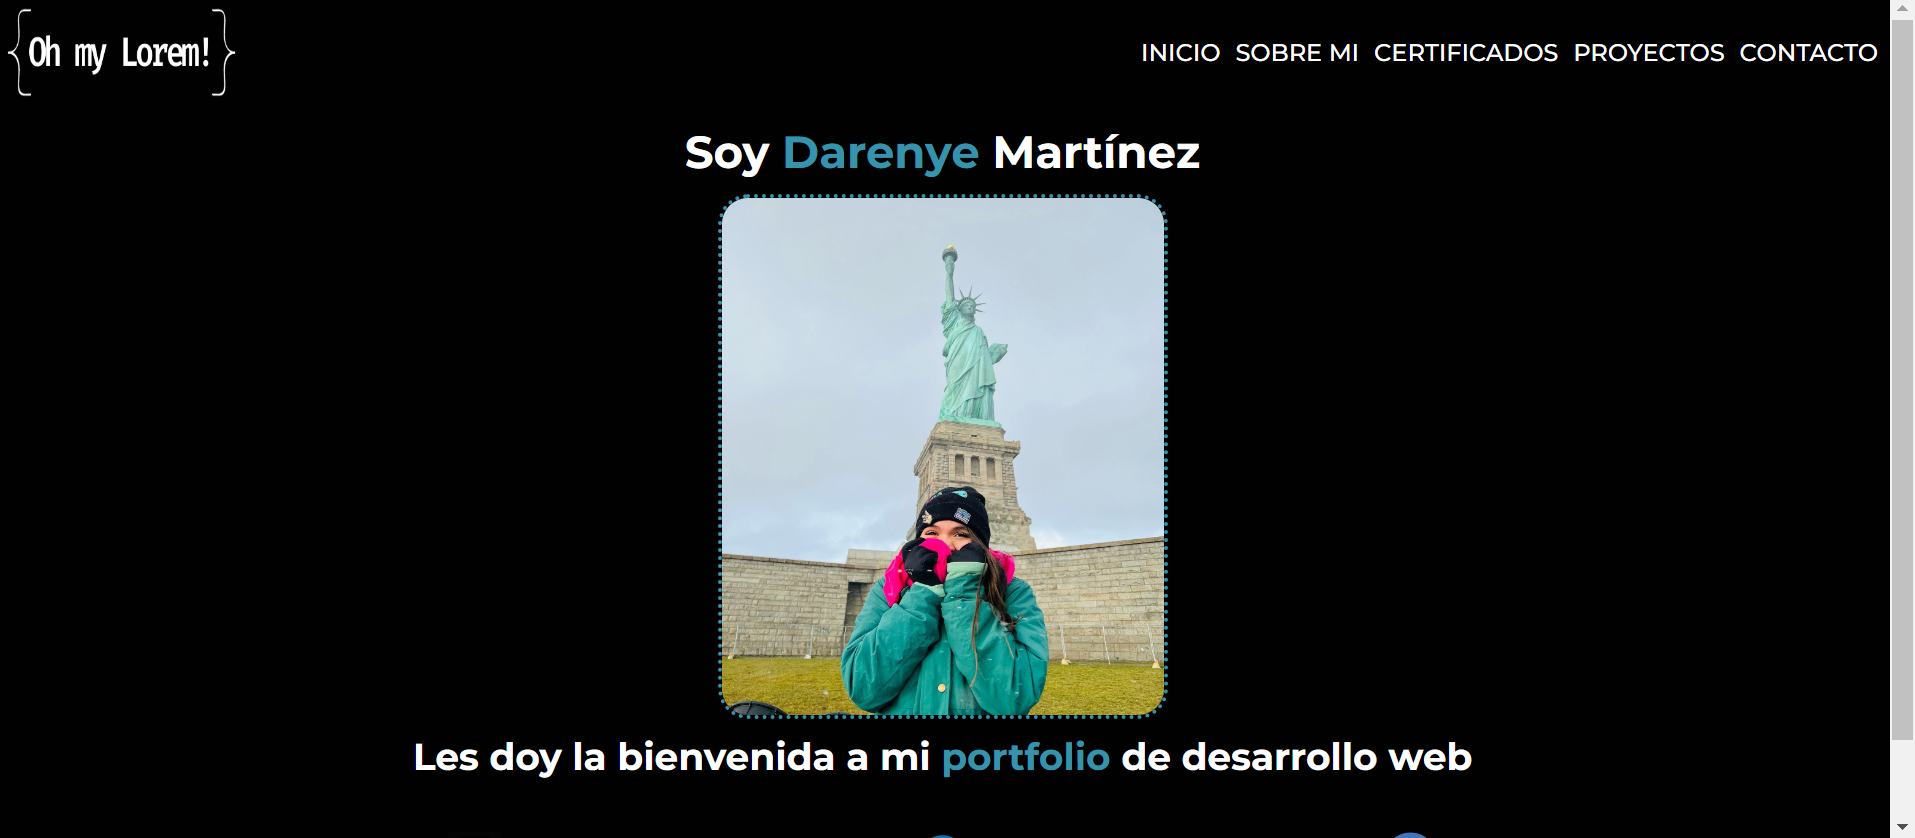 {Oh my Lorem!}
INICIO SOBRE MI CERTIFICADOS PROYECTOS CONTACTO
Soy Darenye Martínez
Les doy la bienvenida a mi portfolio de desarrollo web